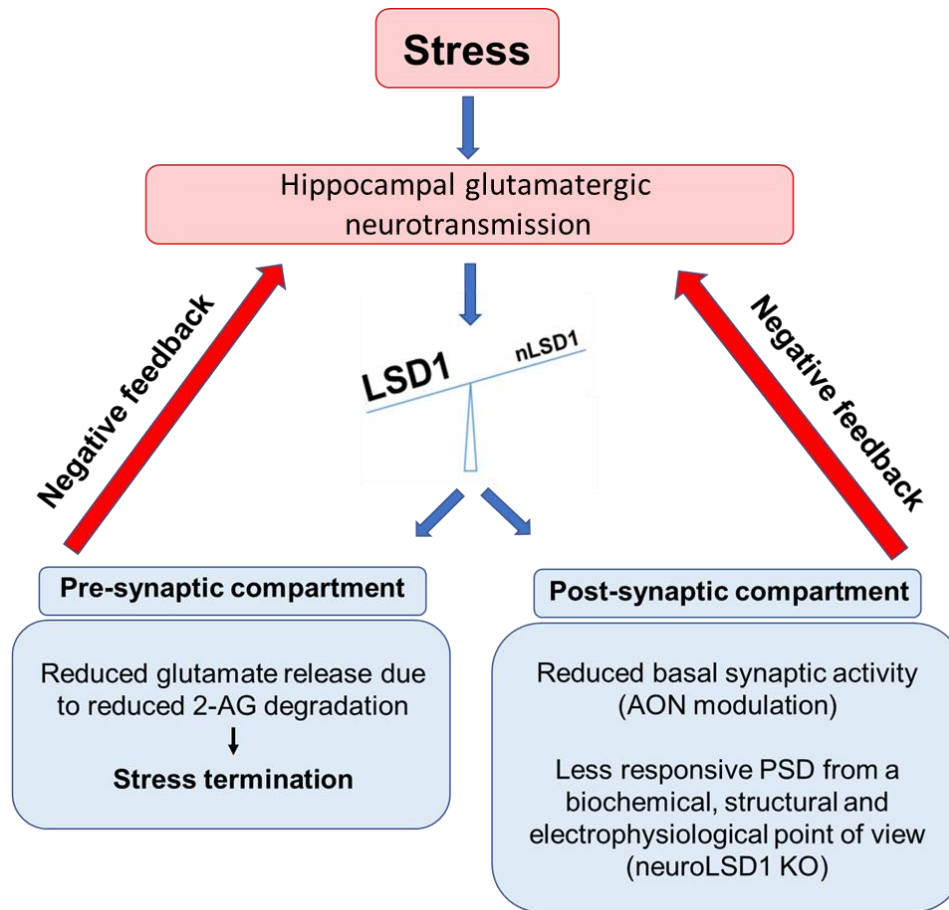 Stress
Hippocampal glutamatergic
neurotransmission
Negative feedback
LSD1
nLSD1
Negative feedback
Pre-synaptic compartment
Reduced glutamate release due
to reduced 2-AG degradation
Stress termination
Post-synaptic compartment
Reduced basal synaptic activity
(AON modulation)
Less responsive PSD from a
biochemical, structural and
electrophysiological point of view
(neuroLSD1 KO)